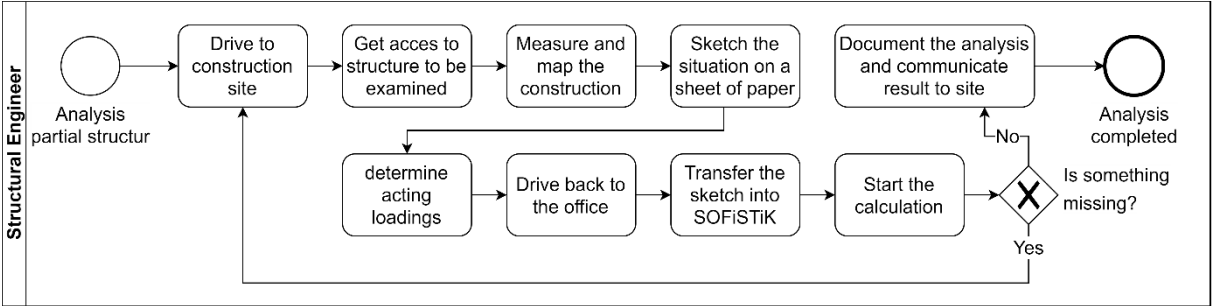 Structural Engineer
Analysis
partial structur
Drive to
construction
site
Get acces to
structure to be
examined
Measure and
map the
construction
Sketch the
situation on a
sheet of paper
determine
acting
loadings
Drive back to
the office
Transfer the
sketch into
SOFiSTiK
Start the
calculation
Is something
missing?
Yes
No
Document the analysis
and communicate
result to site
Analysis
completed